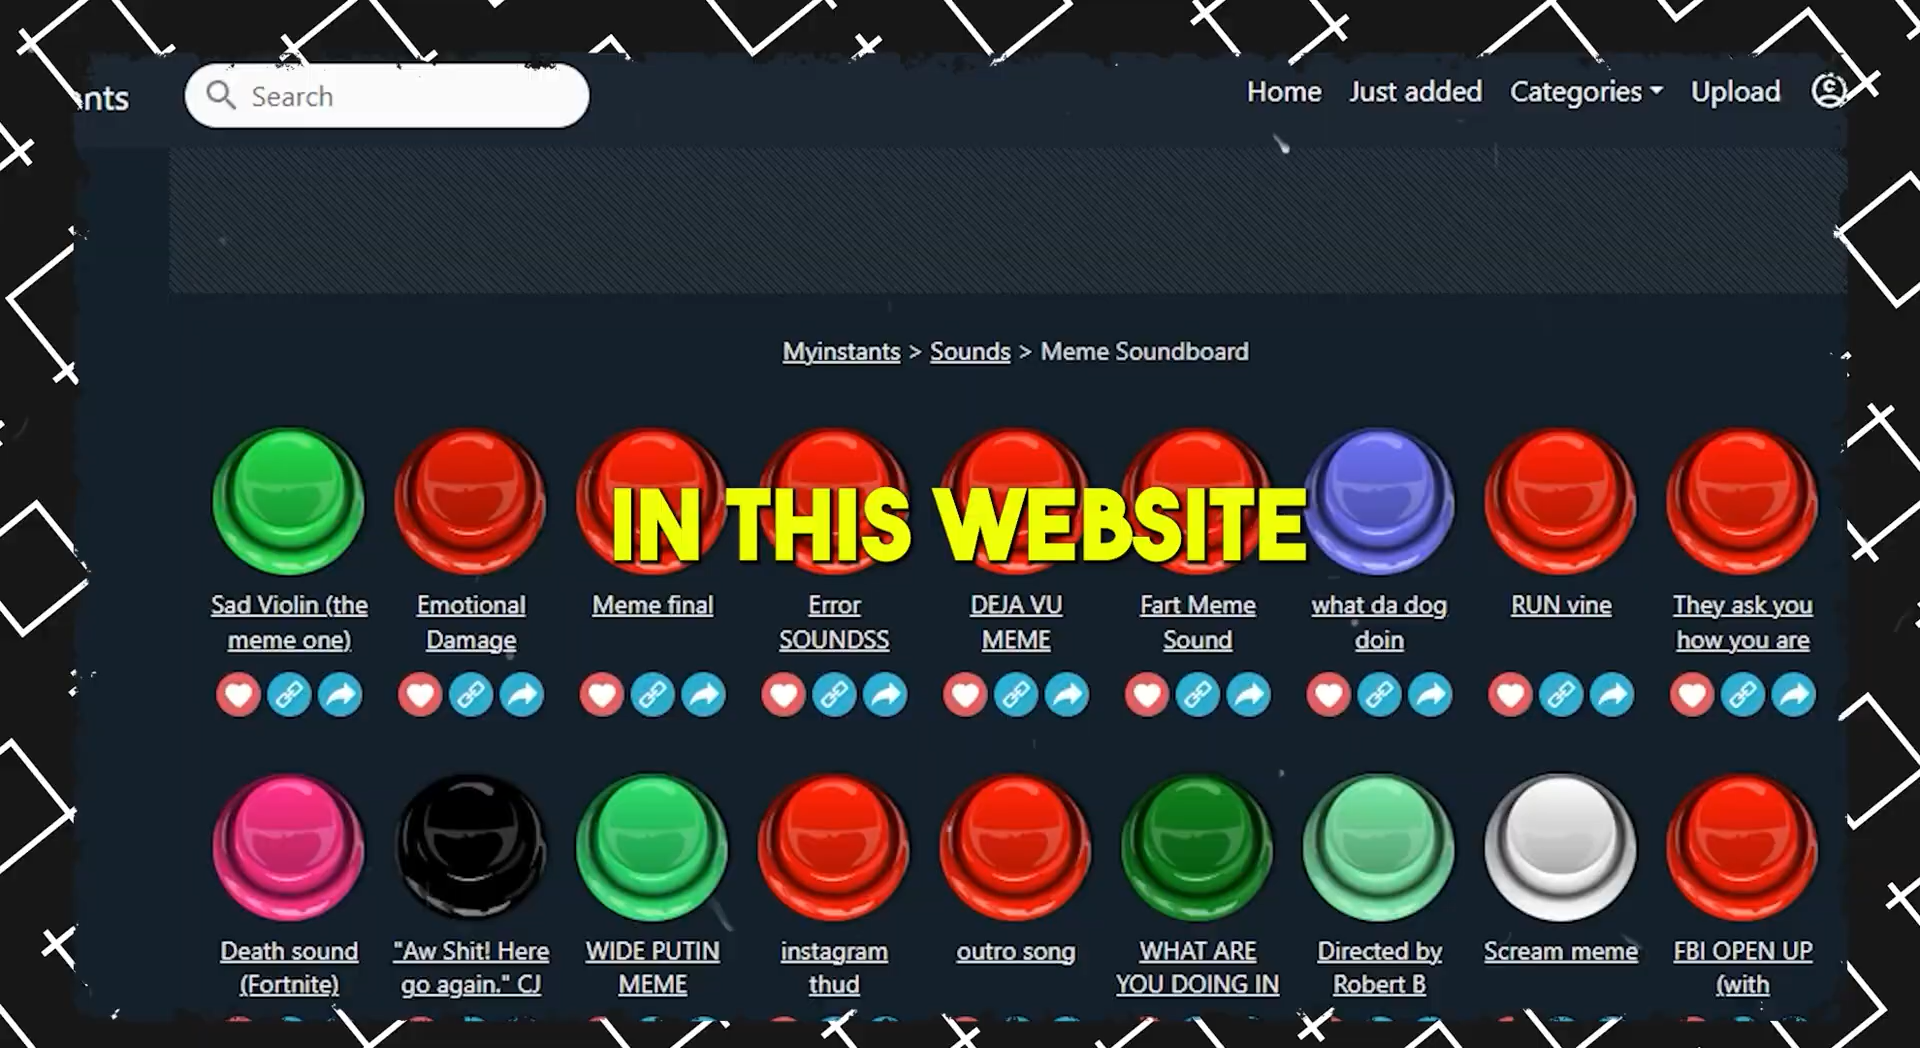 ants
Search
Home Just added Categories Upload
Myinstants > Sounds > Meme Soundboard
IN THIS WEBSITE
Sad Violin (the
meme one)
Emotional
Damage
Meme final
Error
SOUNDSS
DEJA VU
MEME
Fart Meme
Sound
what da dog
doin
RUN vine
They ask you
how you are
Death sound
(Fortnite)
"Aw Shit! Here
go again." CJ
WIDE PUTIN
MEME
instagram
thud
outro song
WHAT ARE
YOU DOING IN
Directed by
Robert B
Scream meme
FBI OPEN UP
(with